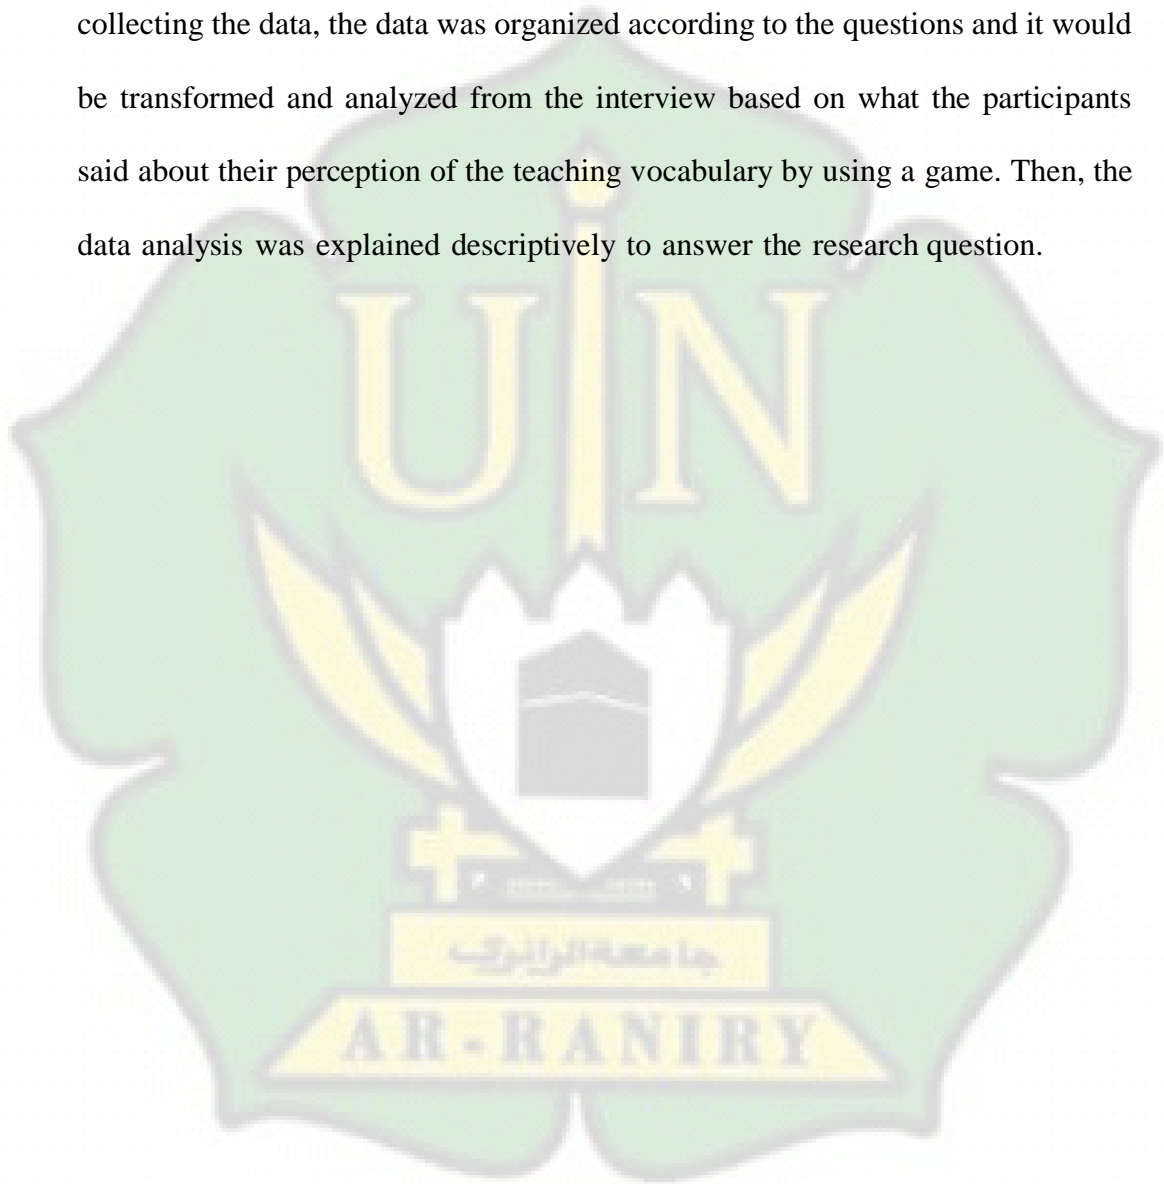 collecting the data, the data was organized according to the questions and it would
be transformed and analyzed from the interview based on what the participants
said about their perception of the teaching vocabulary by using a game. Then, the
data analysis was explained descriptively to answer the research question.
UIN
جامعة الرانري
AR-RANIRY